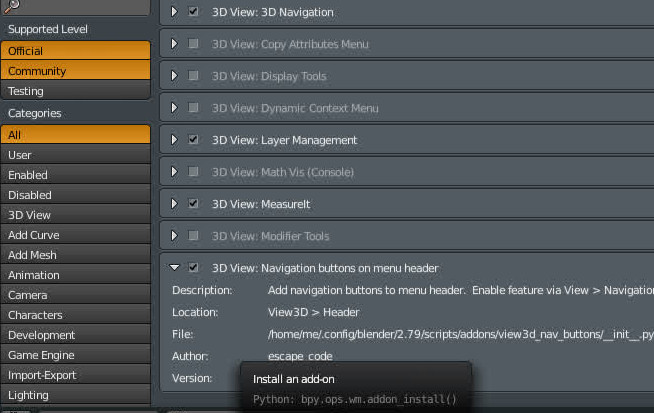 3D View: 3D Navigation
Supported Level
Official
Community
Testing
Categories
All
User
Enabled
Disabled
3D View
Add Curve
Add Mesh
Animation
Camera
Characters
Development
Game Engine
Import-Export
Lighting
3D View: Copy Attributes Menu
3D View: Display Tools
3D View: Dynamic Context Menu
3D View: Layer Management
3D View: Math Vis (Console)
3D View: MeasureIt
3D View: Modifier Tools
3D View: Navigation buttons on menu header
Description: Add navigation buttons to menu header. Enable feature via View > Navigation
Location: View3D > Header
File: /home/me/.config/blender/2.79/scripts/addons/view3d_nav_buttons/__init__.py
Author: escape_code
Version:
Install an add-on
Python: bpy.ops.wm.addon_install()